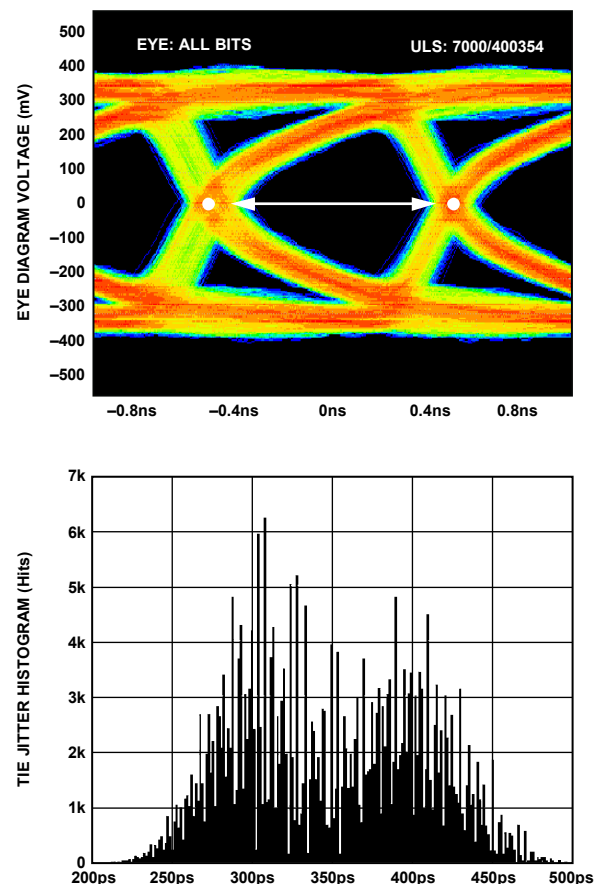 EYE: ALL BITS
ULS: 7000/400354
EYE DIAGRAM VOLTAGE (mV)
500
400
300
200
100
0
–100
–200
–300
–400
–500
–0.8ns –0.4ns 0ns 0.4ns 0.8ns
TIE JITTER HISTOGRAM (Hits)
7k
6k
5k
4k
3k
2k
1k
0
200ps 250ps 300ps 350ps 400ps 450ps 500ps